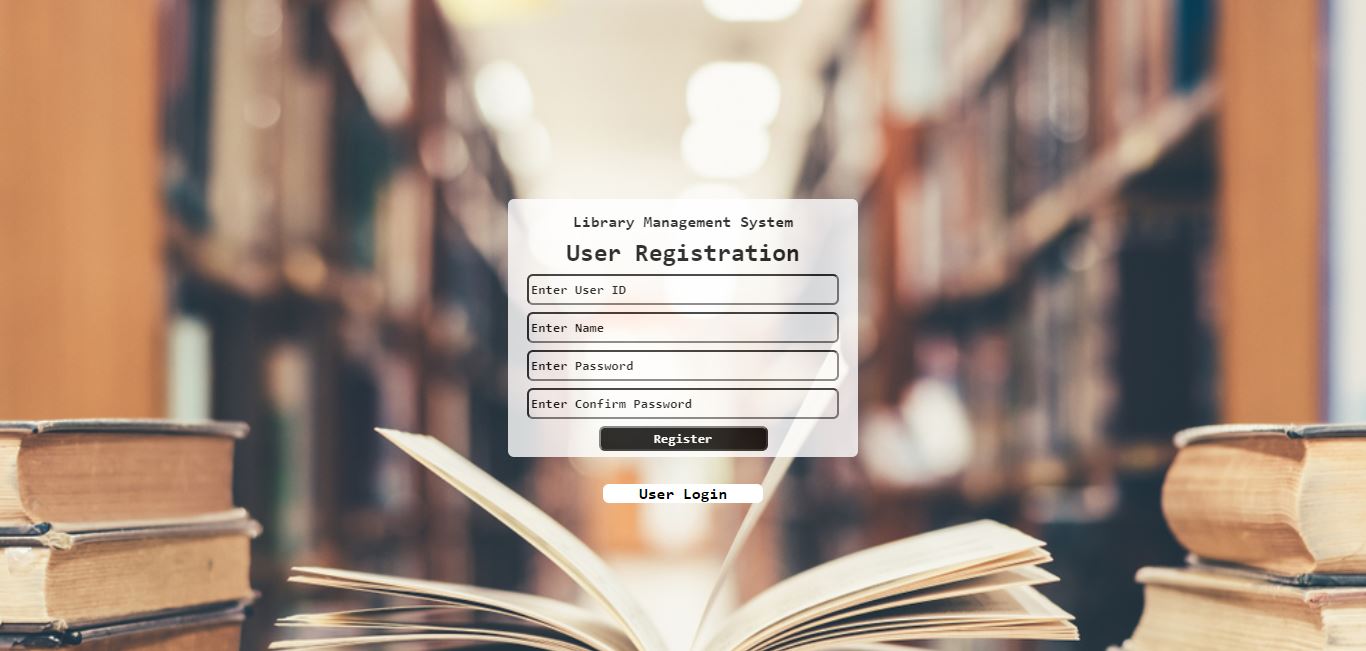 Library Management System
User Registration
Enter User ID
Enter Name
Enter Password
Enter Confirm Password
Register
User Login